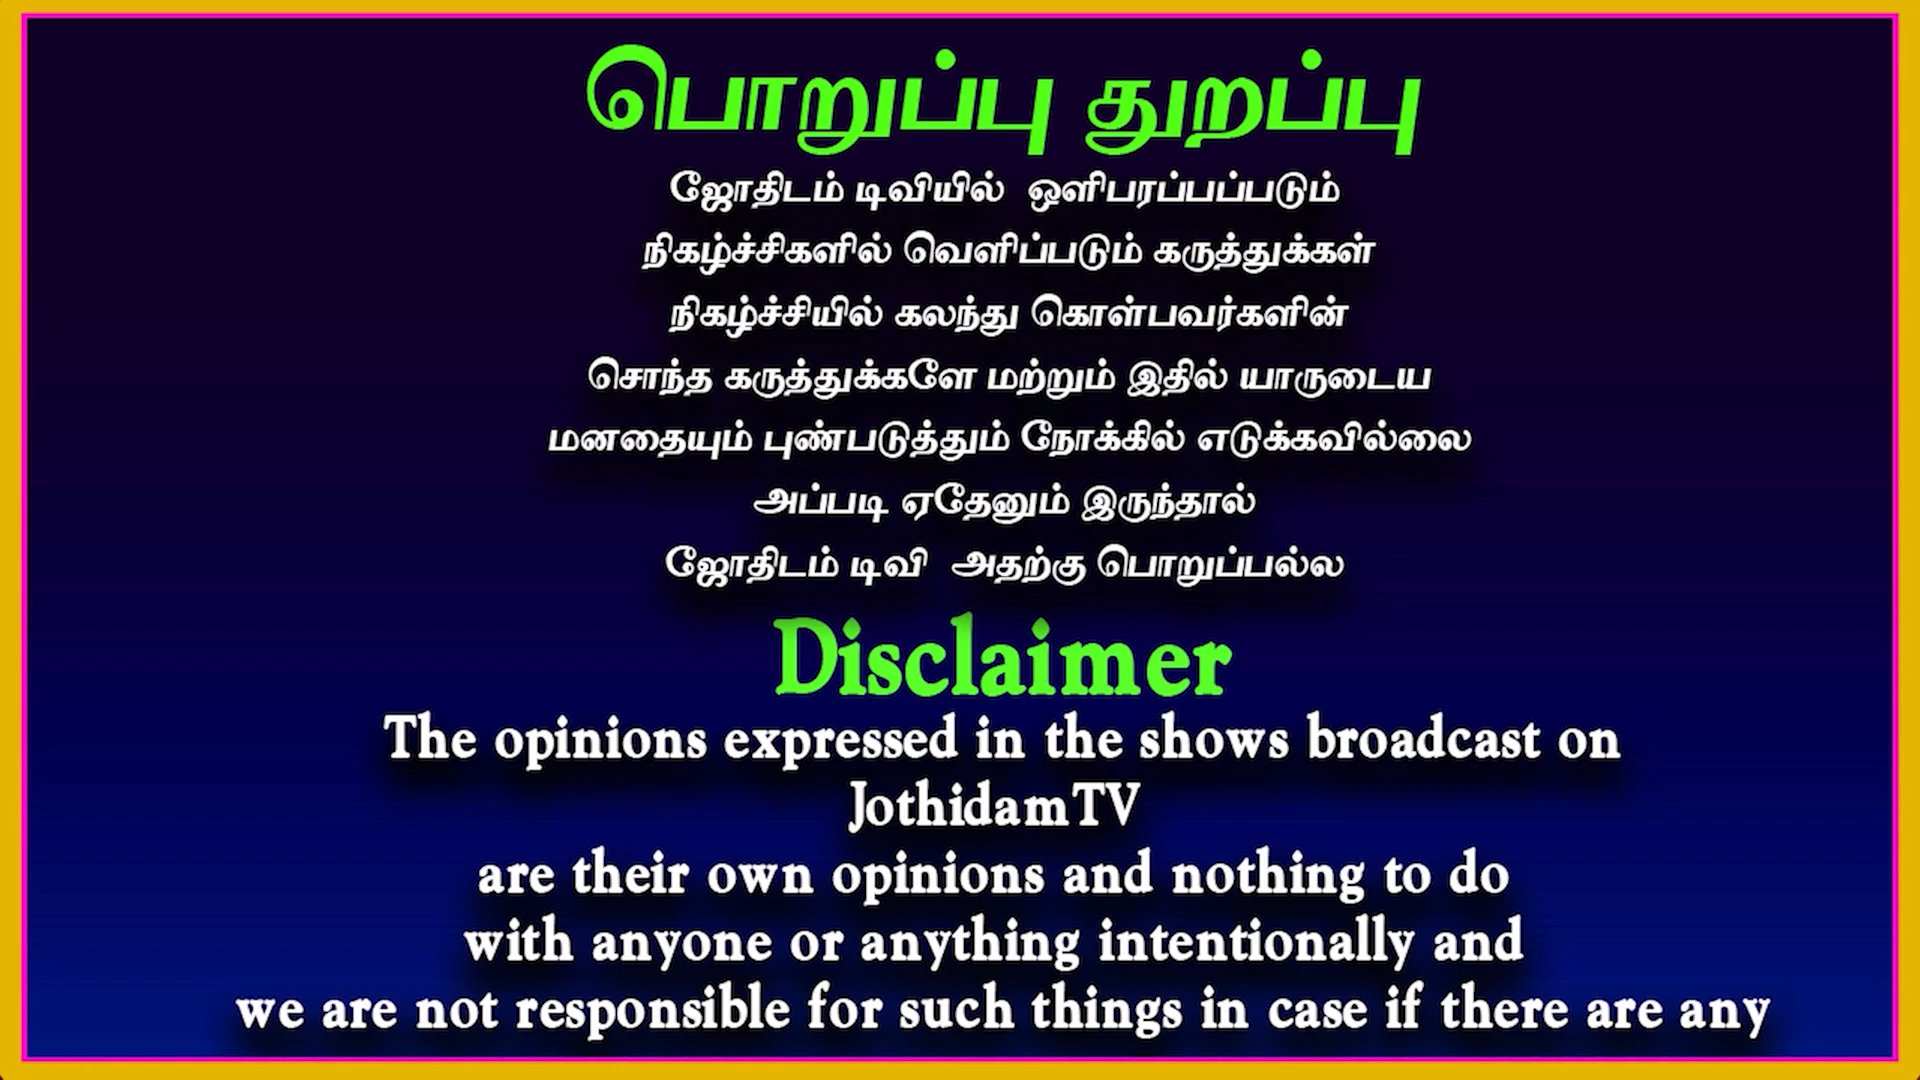 பொறுப்பு துறப்பு
ஜோதிடம் டிவியில் ஒளிபரப்பப்படும்
நிகழ்ச்சிகளில் வெளிப்படும் கருத்துக்கள்
நிகழ்ச்சியில் கலந்து கொள்பவர்களின்
சொந்த கருத்துக்களே மற்றும் இதில் யாருடைய
மனதையும் புண்படுத்தும் நோக்கில் எடுக்கவில்லை
அப்படி ஏதேனும் இருந்தால்
ஜோதிடம் டிவி அதற்கு பொறுப்பல்ல
Disclaimer
The opinions expressed in the shows broadcast on
JothidamTV
are their own opinions and nothing to do
with anyone or anything intentionally and
we are not responsible for such things in case if there are any